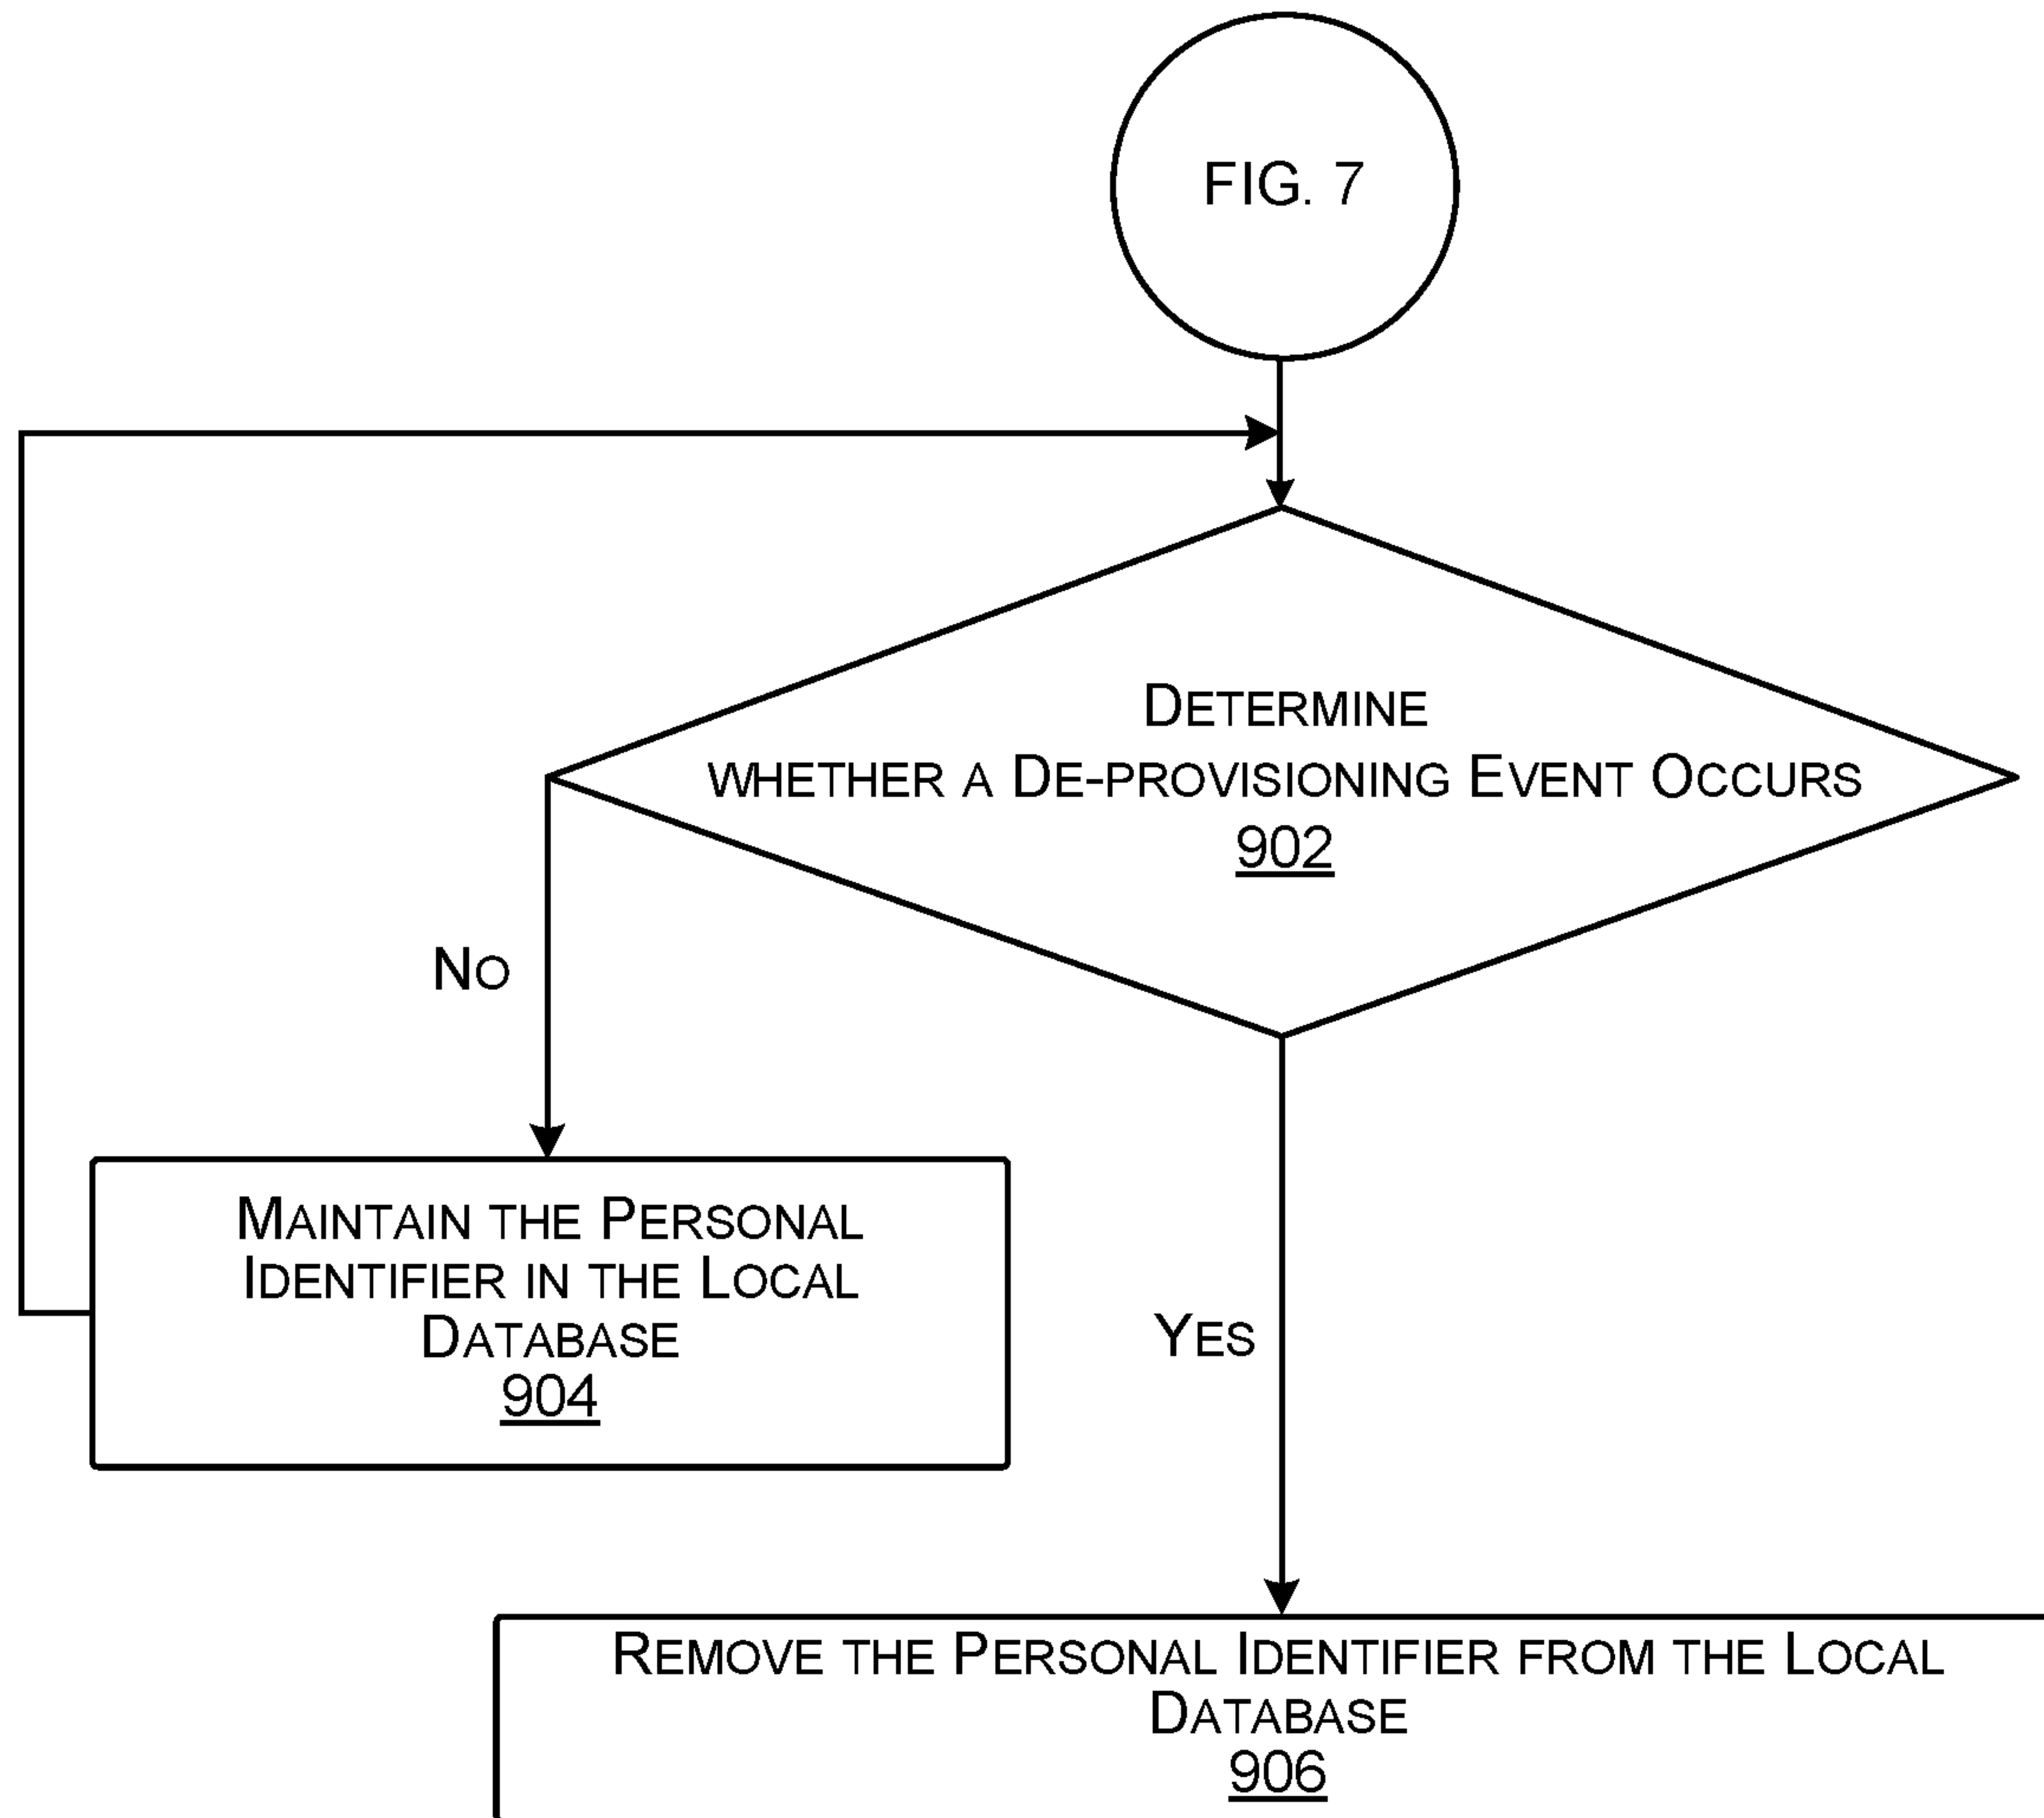 FIG. 7
DETERMINE
WHETHER A DE-PROVISIONING EVENT OCCURS
902
NO
MAINTAIN THE PERSONAL
IDENTIFIER IN THE LOCAL
DATABASE
904
YES
REMOVE THE PERSONAL IDENTIFIER FROM THE LOCAL
DATABASE
906